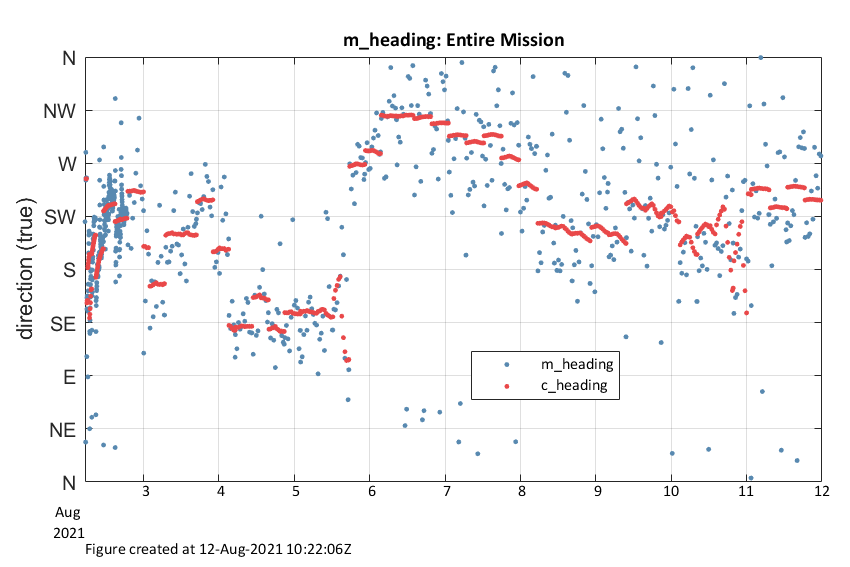 m_heading: Entire Mission
direction (true)
N
NW
W
SW
S
SE
E
NE
N
m_heading
c_heading
3 4 5 6 7 8 9 10 11 12
Aug
2021
Figure created at 12-Aug-2021 10:22:06Z